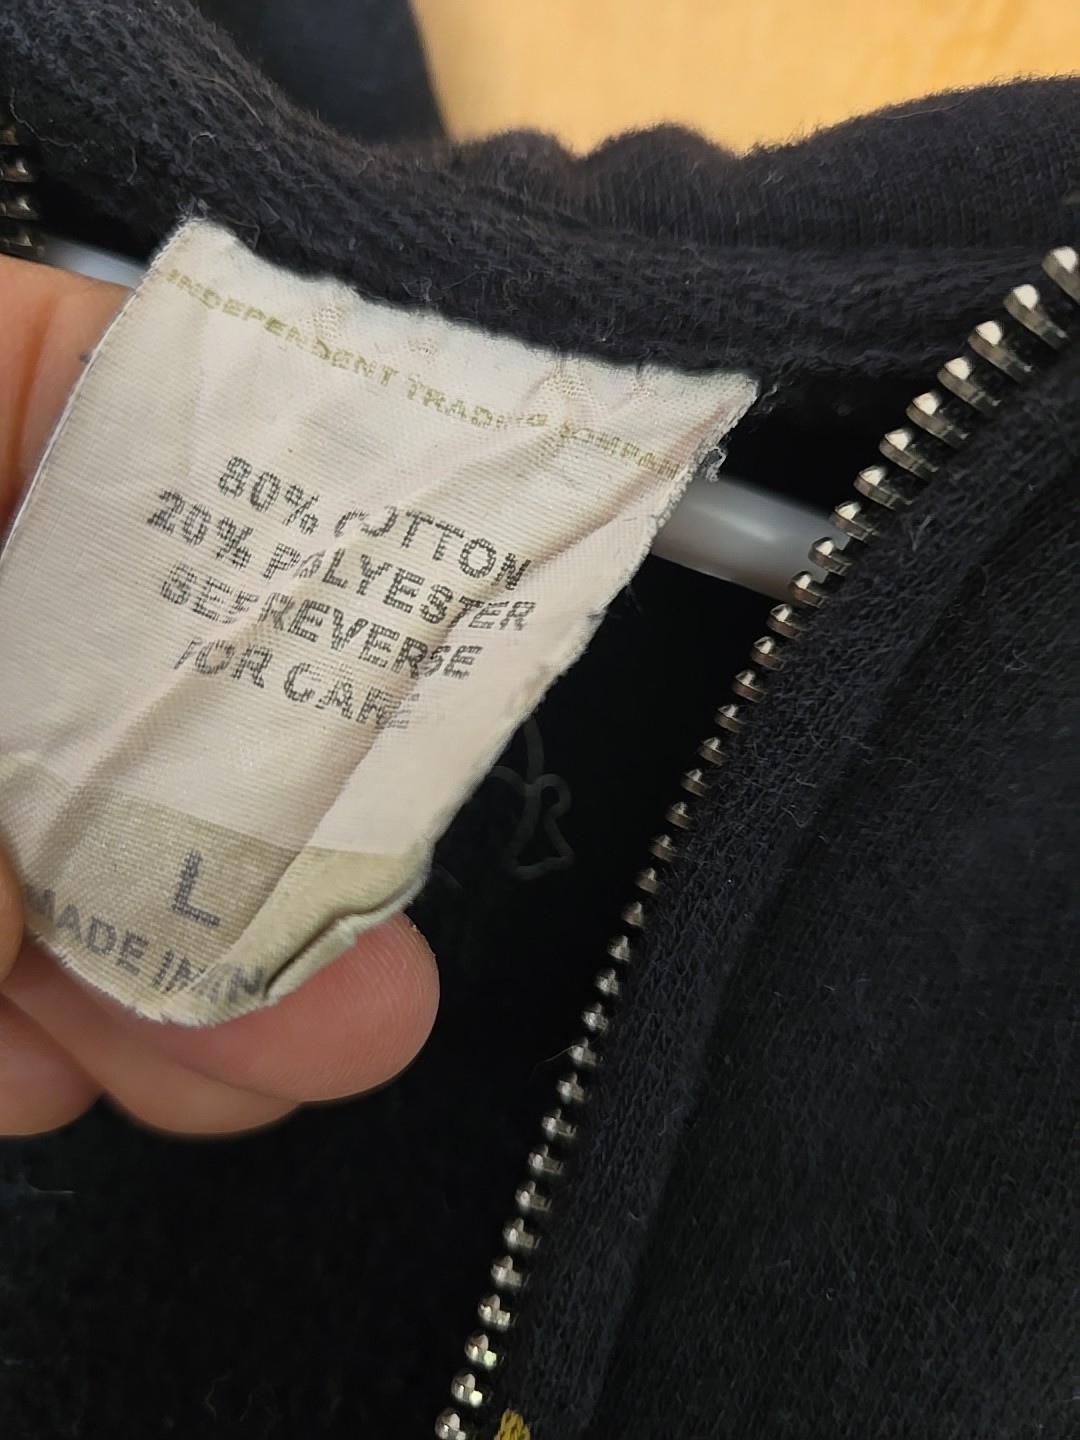 INDEPENDENT TRADING COMPANY
80% COTTON
20% POLYESTER
SEE REVERSE
FOR CARE
L
MADE IN